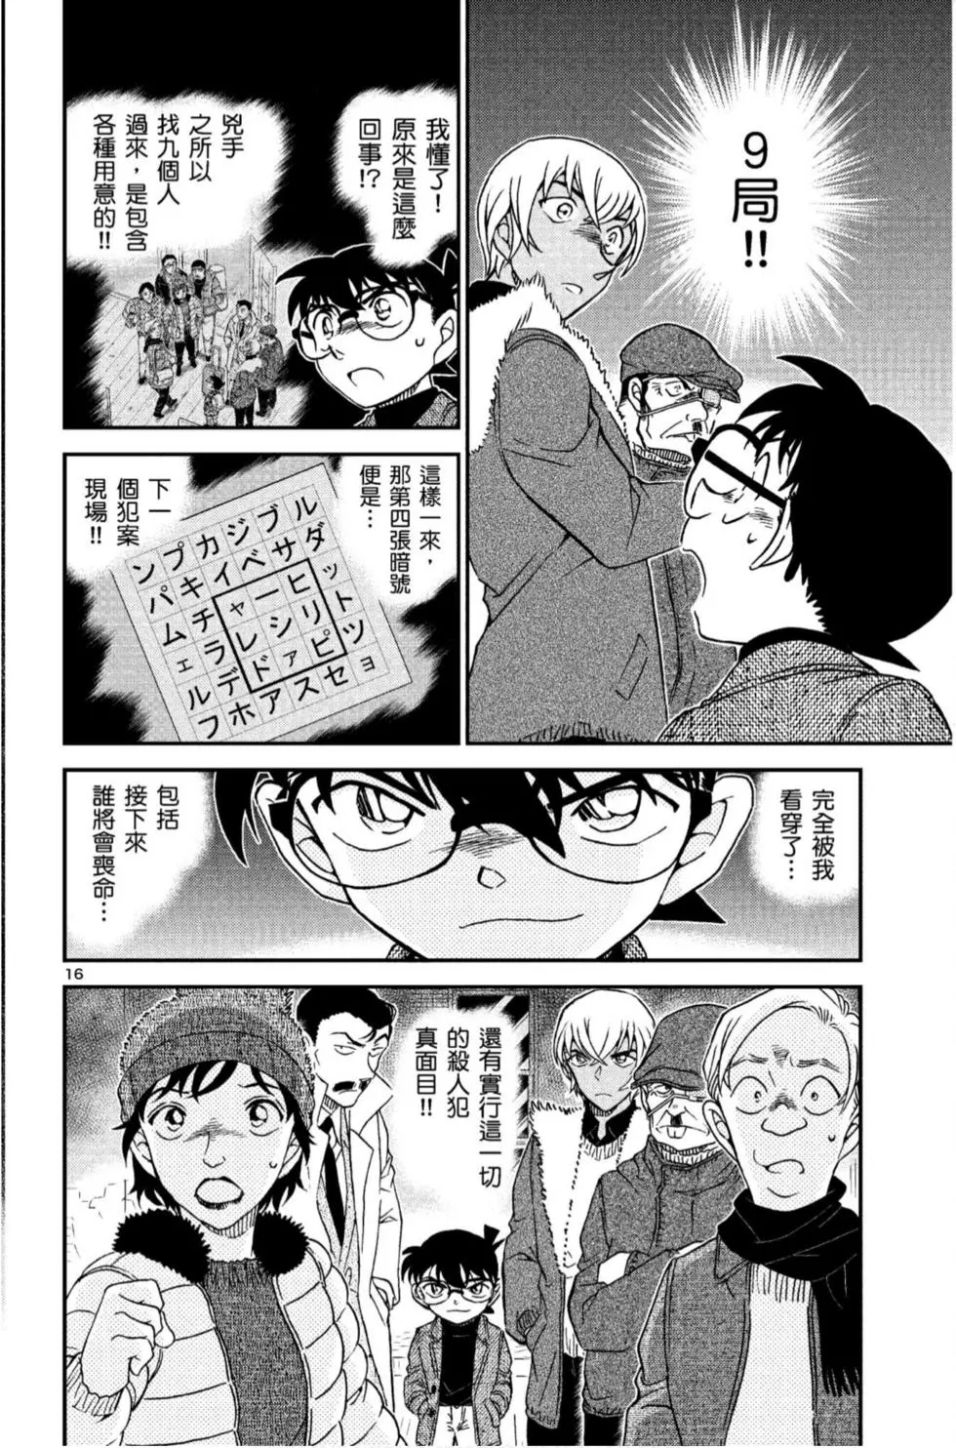 9局!!
我懂了!
原來是這麼
回事!?
兇手
之所以
找九個人
過來，是包含
各種用意的!!
這樣一來，
那第四張暗號
便是…
ンプカジブル
パキイベサダ
ムチャーヒッ
ェラレシリト
ルデドァピツ
フホアスセョ
下一
個犯案
現場!!
完全被我
看穿了…
包括
接下來
誰將會喪命…
16
還有實行這一切
的殺人犯
真面目!!